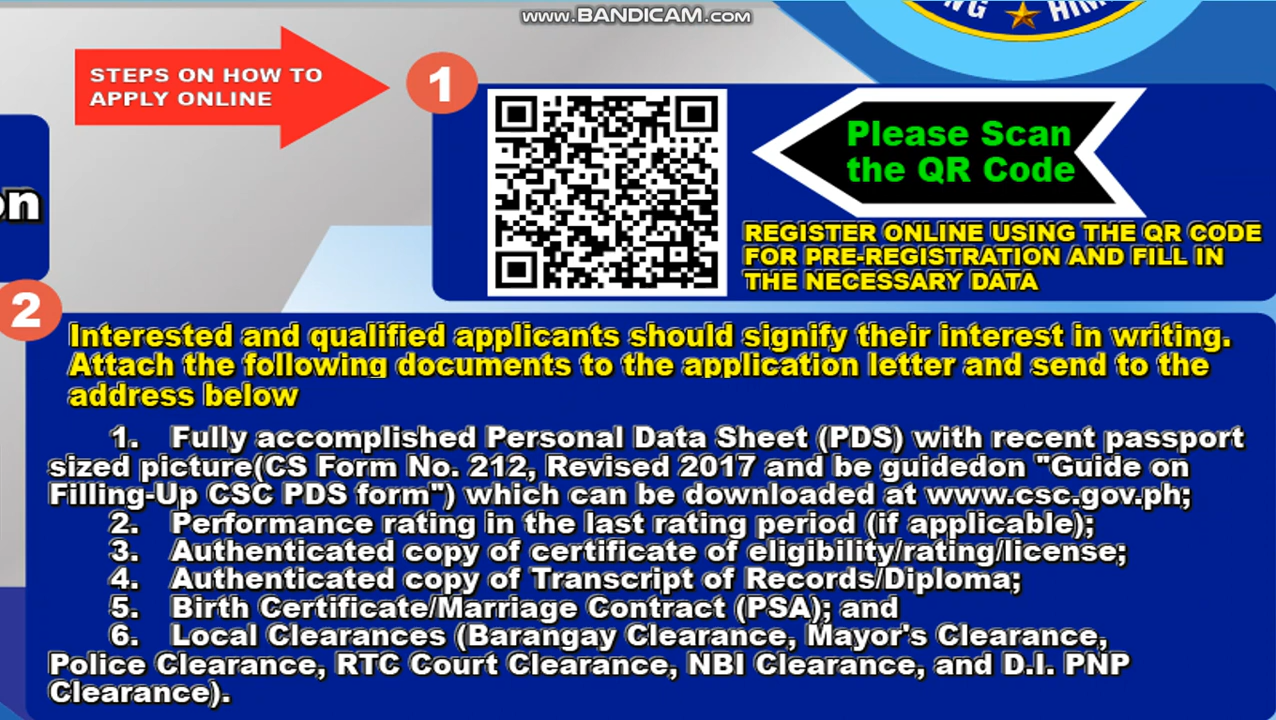 www.BANDICAM.com
STEPS ON HOW TO
APPLY ONLINE
1
Please Scan
the QR Code
REGISTER ONLINE USING THE QR CODE
FOR PRE-REGISTRATION AND FILL IN
THE NECESSARY DATA
2
Interested and qualified applicants should signify their interest in writing.
Attach the following documents to the application letter and send to the
address below
1. Fully accomplished Personal Data Sheet (PDS) with recent passport
sized picture(CS Form No. 212, Revised 2017 and be guidedon "Guide on
Filling-Up CSC PDS form") which can be downloaded at www.csc.gov.ph;
2. Performance rating in the last rating period (if applicable);
3. Authenticated copy of certificate of eligibility/rating/license;
4. Authenticated copy of Transcript of Records/Diploma;
5. Birth Certificate/Marriage Contract (PSA); and
6. Local Clearances (Barangay Clearance, Mayor's Clearance,
Police Clearance, RTC Court Clearance, NBI Clearance, and D.I. PNP
Clearance).